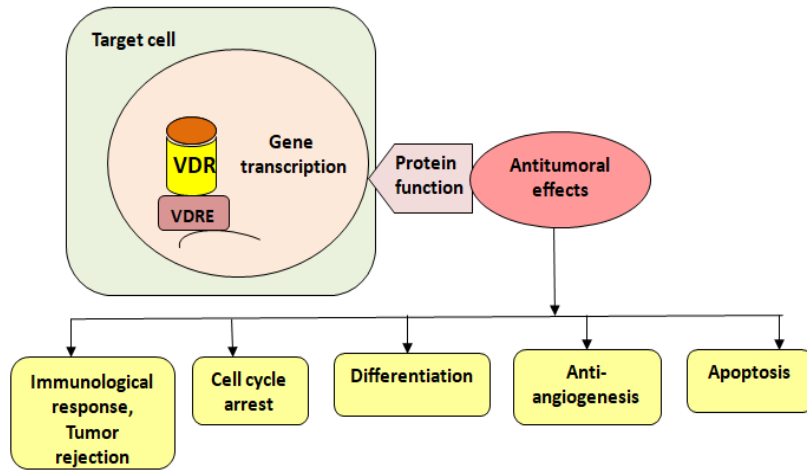 Target cell
VDR
VDRE
Gene
transcription
Protein
function
Antitumoral
effects
Immunological
response,
Tumor
rejection
Cell cycle
arrest
Differentiation
Anti-
angiogenesis
Apoptosis